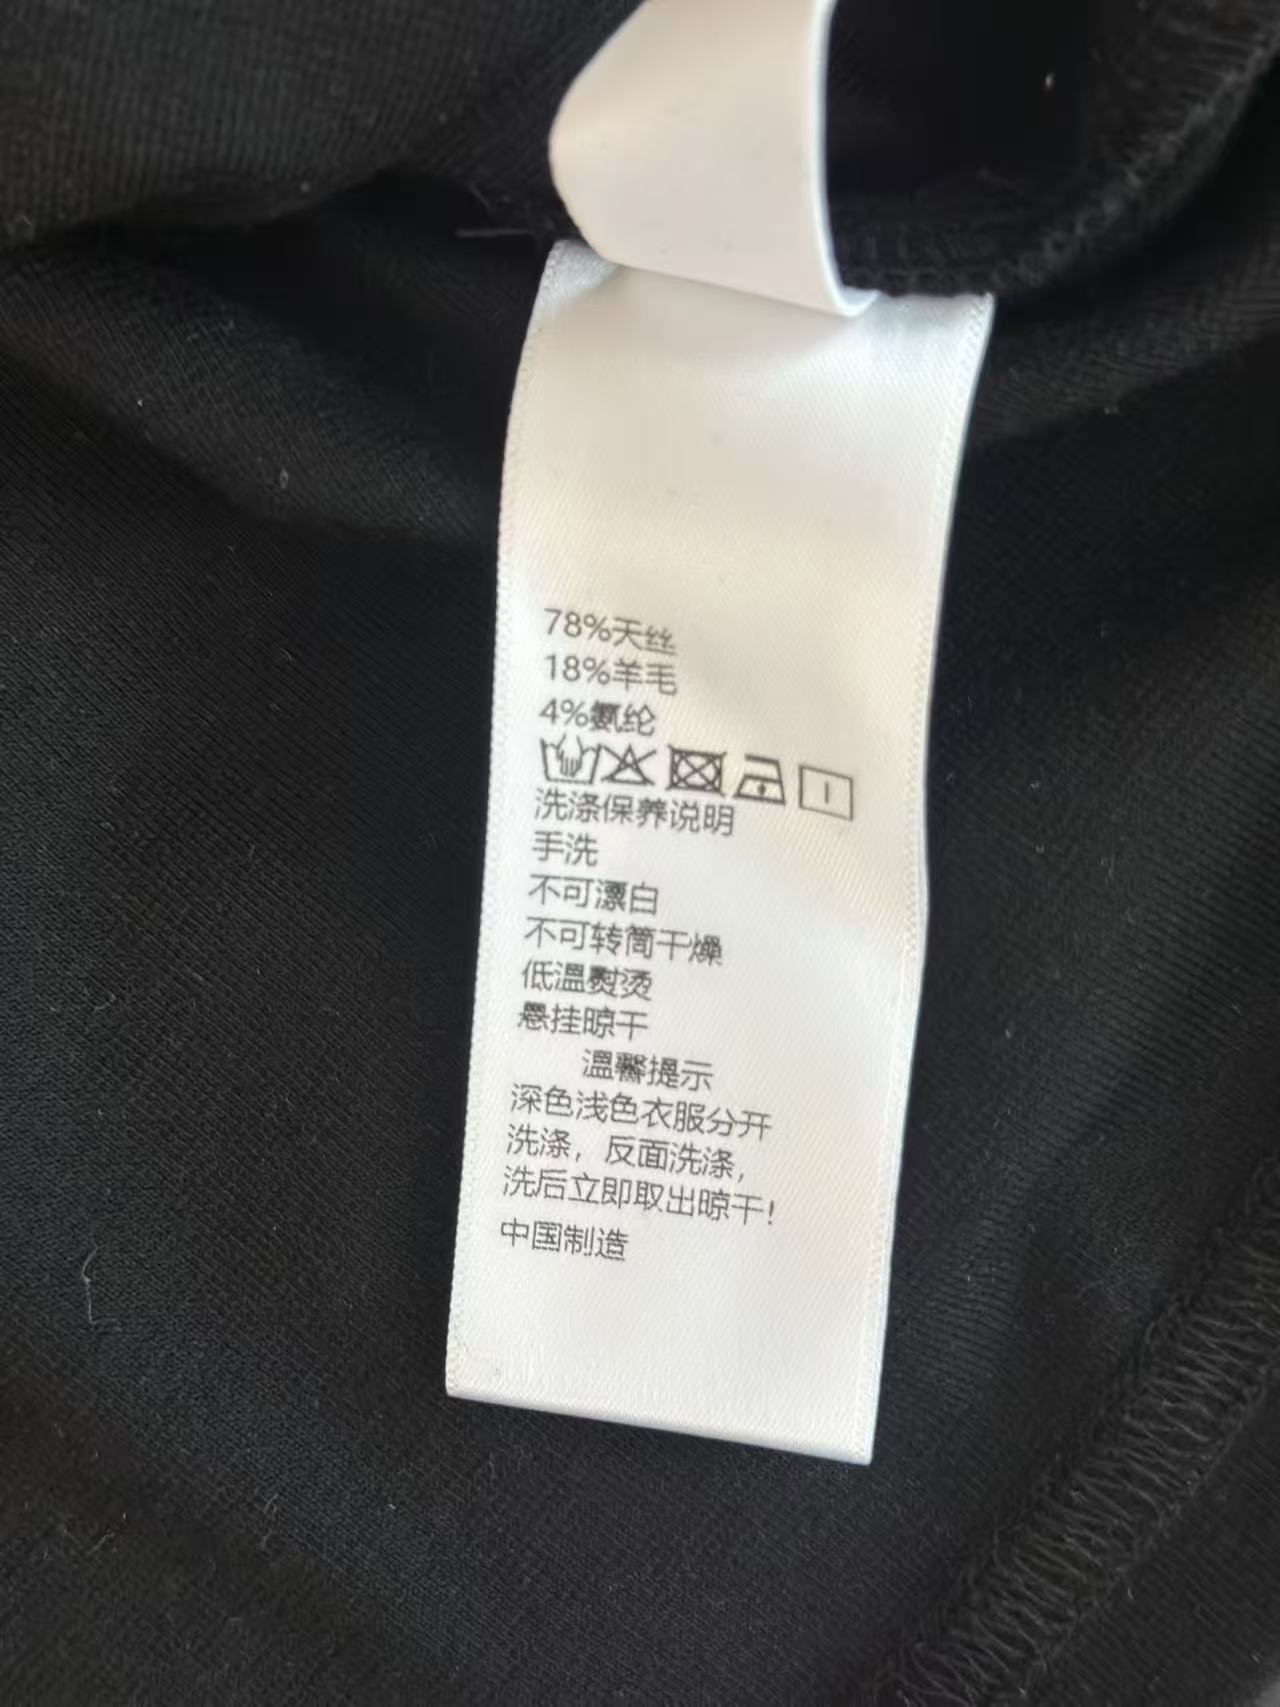 78%天丝
18%羊毛
4%氨纶
洗涤保养说明
手洗
不可漂白
不可转筒干燥
低温熨烫
悬挂晾干
温馨提示
深色浅色衣服分开
洗涤，反面洗涤，
洗后立即取出晾干！
中国制造